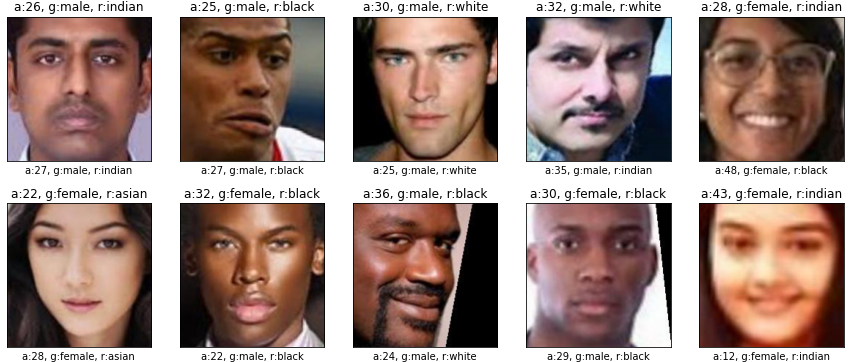 a:26, g:male, r:indian
a:25, g:male, r:black
a:30, g:male, r:white
a:32, g:male, r:white
a:28, g:female, r:indian
a:27, g:male, r:indian
a:27, g:male, r:black
a:25, g:male, r:white
a:35, g:male, r:indian
a:48, g:female, r:black
a:22, g:female, r:asian
a:32, g:female, r:black
a:36, g:male, r:black
a:30, g:female, r:black
a:43, g:female, r:indian
a:28, g:female, r:asian
a:22, g:male, r:black
a:24, g:male, r:white
a:29, g:male, r:black
a:12, g:female, r:indian